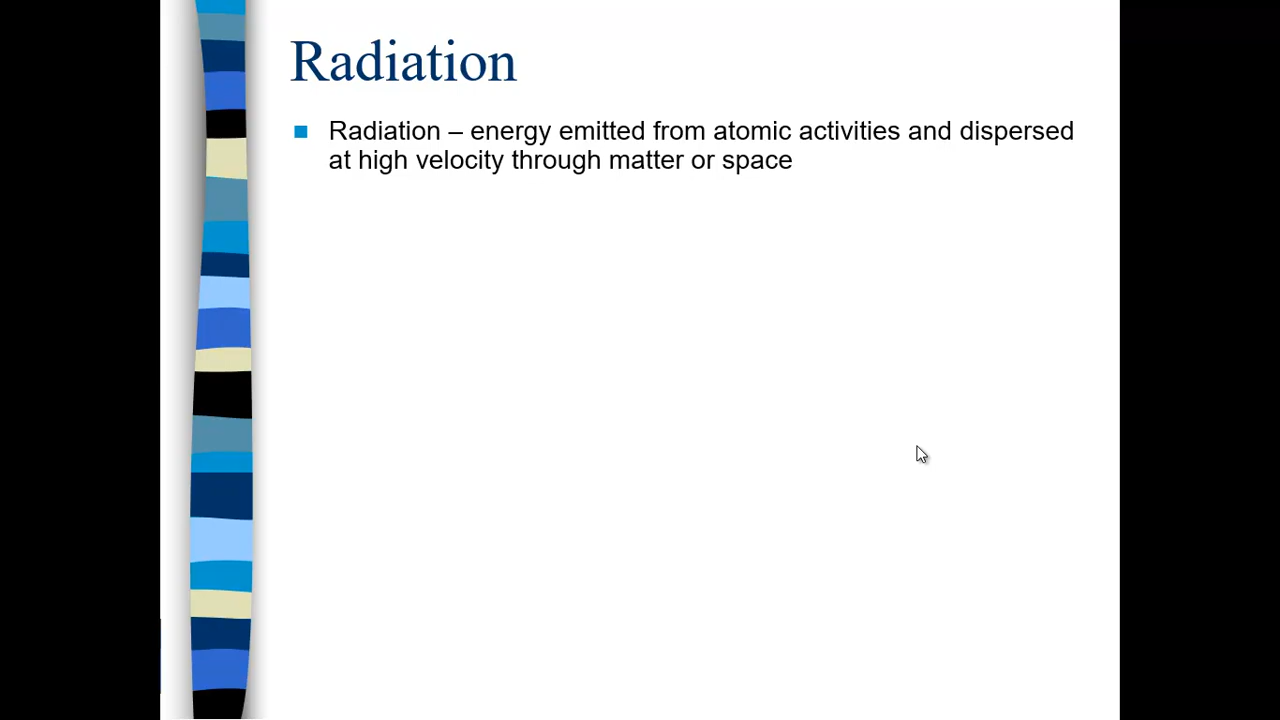 Radiation
Radiation – energy emitted from atomic activities and dispersed
at high velocity through matter or space